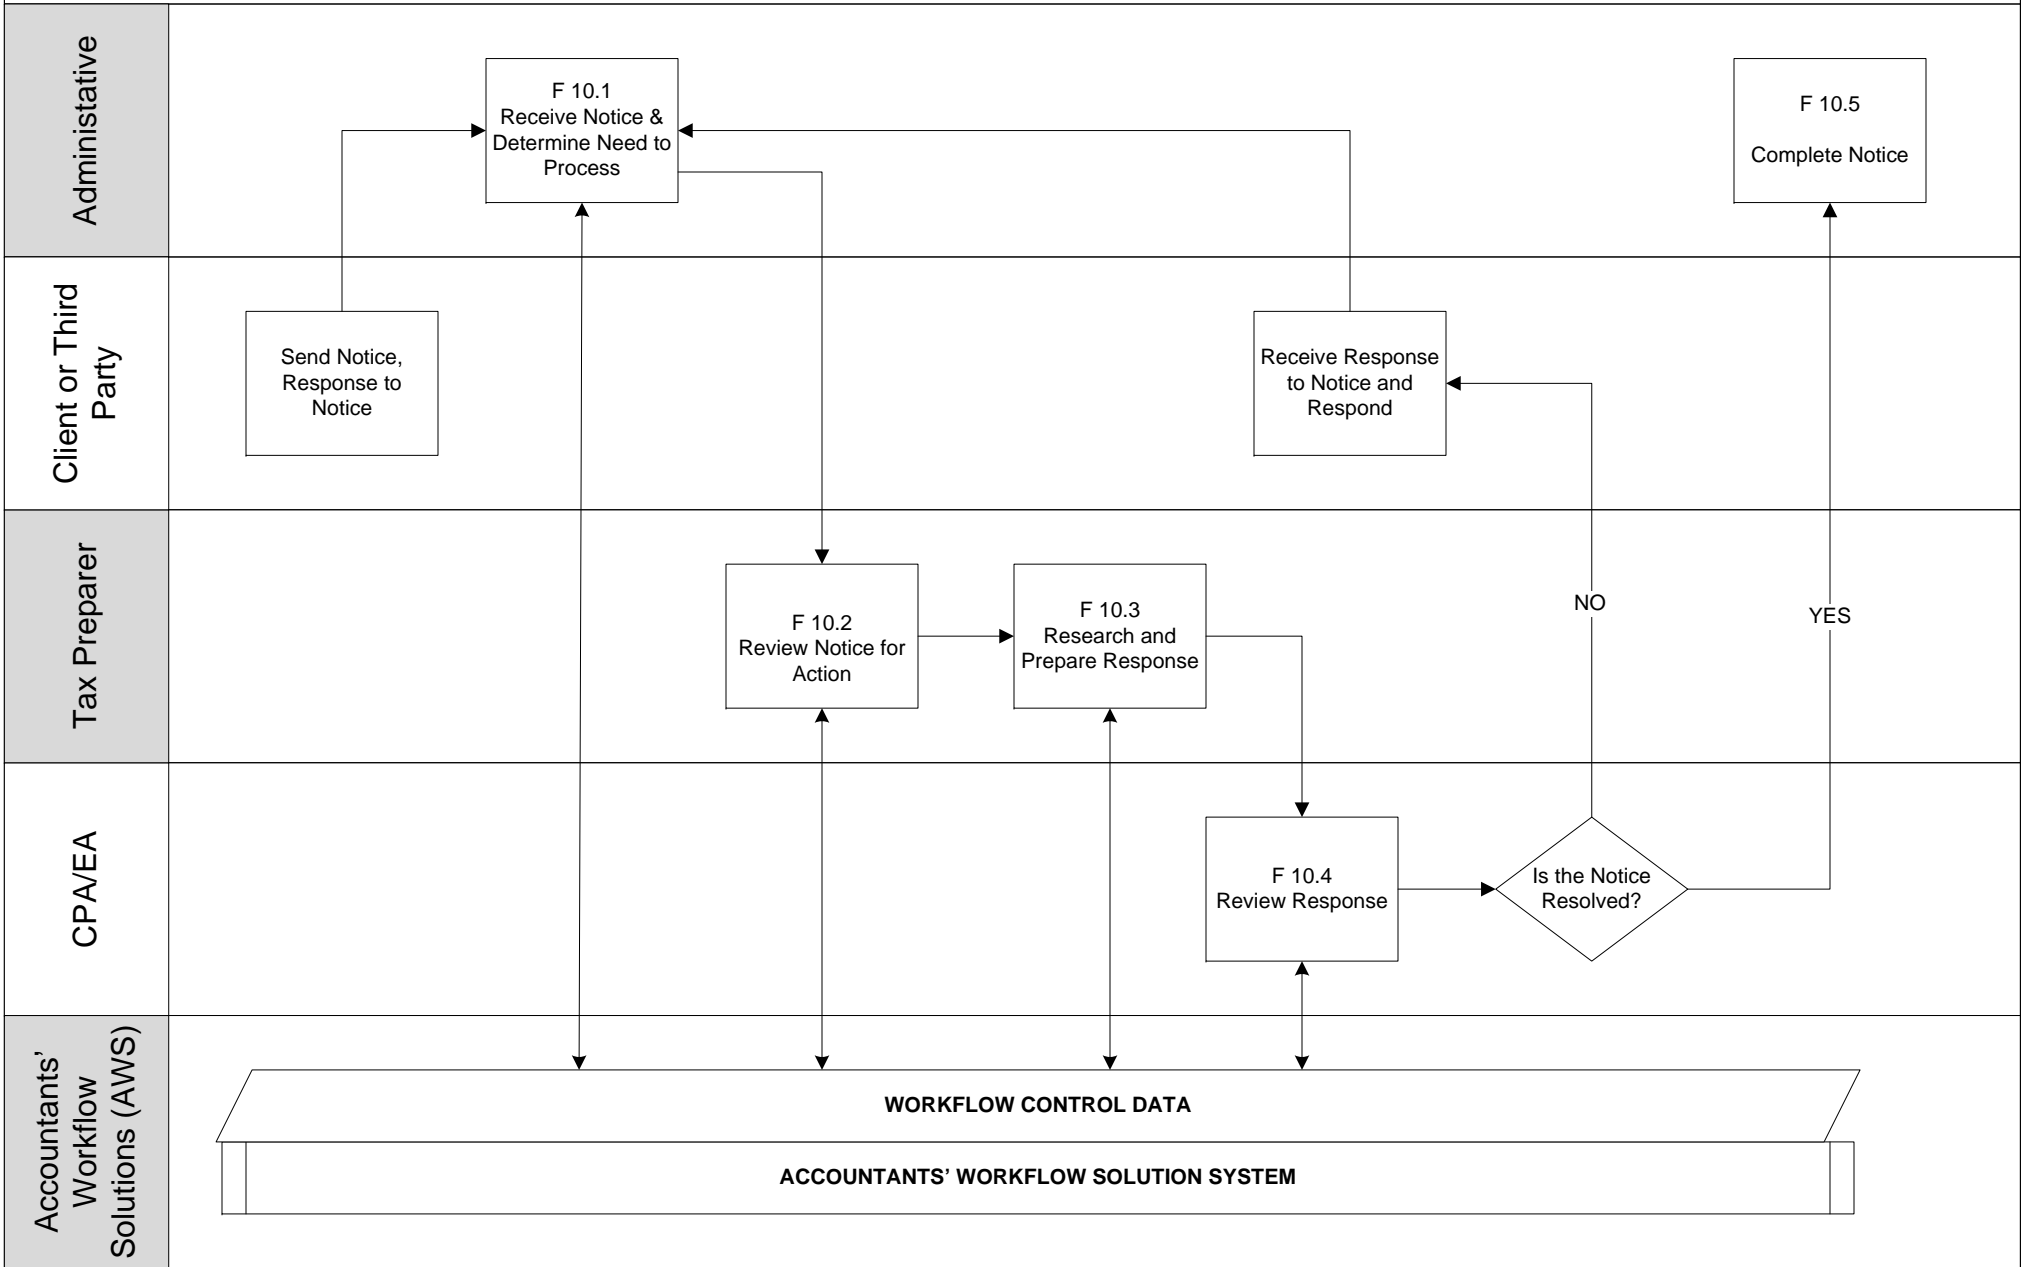 Administative
F 10.1
Receive Notice &
Determine Need to
Process
F 10.5
Complete Notice
Client or Third
Party
Send Notice,
Response to
Notice
Receive Response
to Notice and
Respond
Tax Preparer
F 10.2
Review Notice for
Action
F 10.3
Research and
Prepare Response
NO
YES
CPA/EA
F 10.4
Review Response
Is the Notice
Resolved?
Accountants’
Workflow
Solutions (AWS)
WORKFLOW CONTROL DATA
ACCOUNTANTS’ WORKFLOW SOLUTION SYSTEM